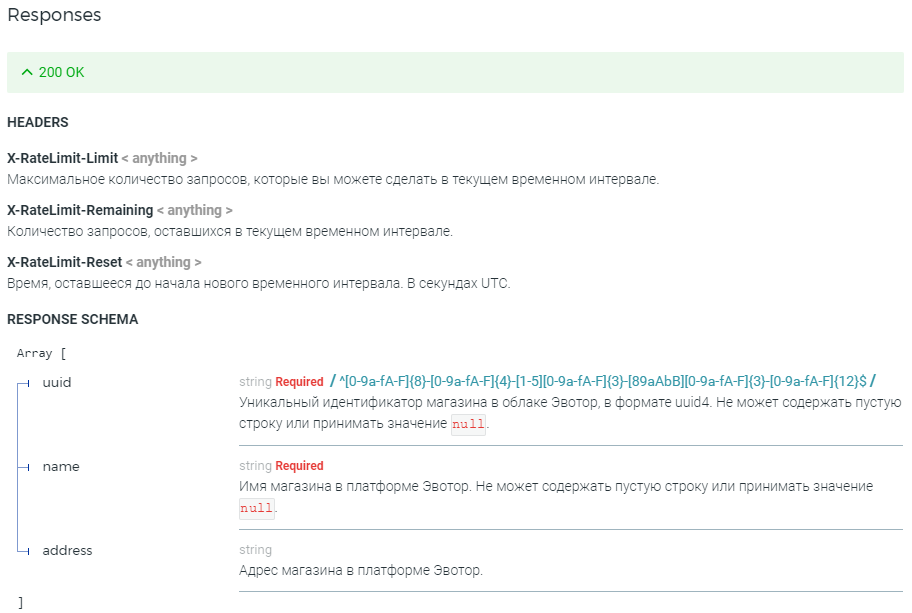 Responses
200 OK
HEADERS
X-RateLimit-Limit < anything >
Максимальное количество запросов, которые вы можете сделать в текущем временном интервале.
X-RateLimit-Remaining < anything >
Количество запросов, оставшихся в текущем временном интервале.
X-RateLimit-Reset < anything >
Время, оставшееся до начала нового временного интервала. В секундах UTC.
RESPONSE SCHEMA
Array [
uuid
string Required / ^[0-9a-fA-F]{8}-[0-9a-fA-F]{4}-[1-5][0-9a-fA-F]{3}-[89aAbB][0-9a-fA-F]{3}-[0-9a-fA-F]{12}$ /
Уникальный идентификатор магазина в облаке Эвотор, в формате uuid4. Не может содержать пустую
строку или принимать значение null.
name
string Required
Имя магазина в платформе Эвотор. Не может содержать пустую строку или принимать значение
null.
address
string
Адрес магазина в платформе Эвотор.
]